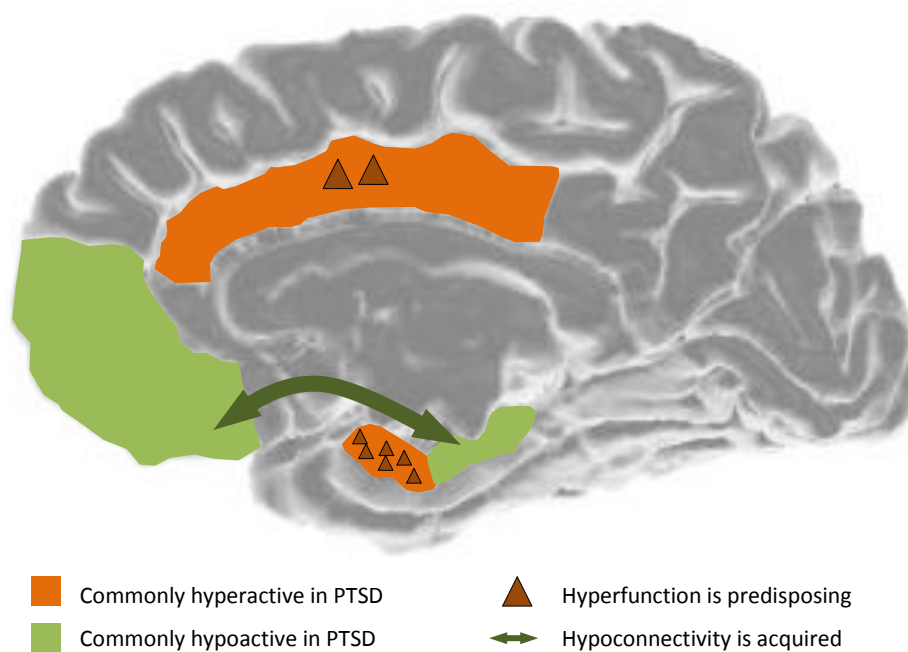 Commonly hyperactive in PTSD
Hyperfunction is predisposing
Commonly hypoactive in PTSD
Hypoconnectivity is acquired